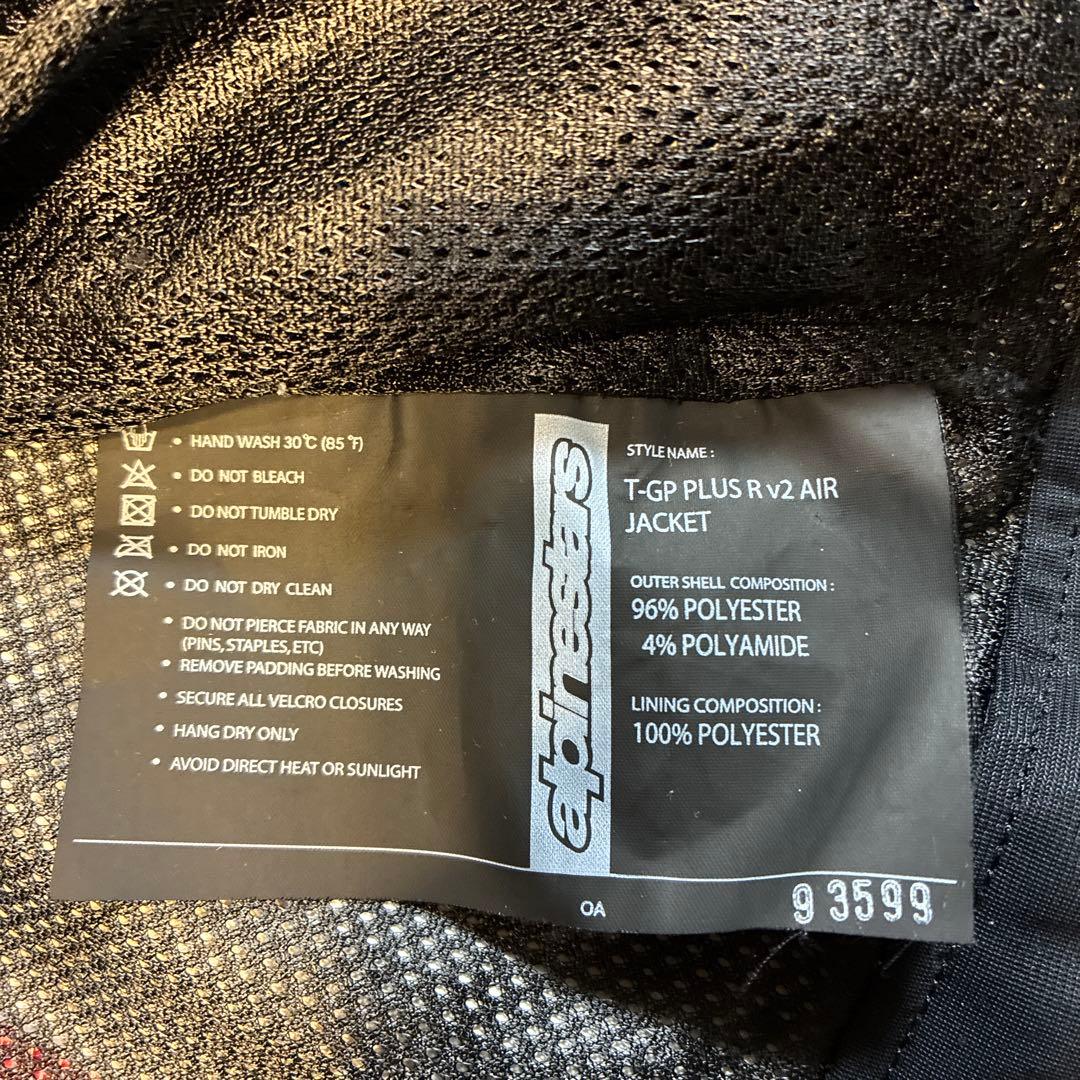 • HAND WASH 30°C (85 °F)
• DO NOT BLEACH
• DO NOT TUMBLE DRY
• DO NOT IRON
• DO NOT DRY CLEAN
• DO NOT PIERCE FABRIC IN ANY WAY
(PINS, STAPLES, ETC)
• REMOVE PADDING BEFORE WASHING
• SECURE ALL VELCRO CLOSURES
• HANG DRY ONLY
• AVOID DIRECT HEAT OR SUNLIGHT
alpinestars
STYLE NAME :
T-GP PLUS R v2 AIR
JACKET
OUTER SHELL COMPOSITION :
96% POLYESTER
4% POLYAMIDE
LINING COMPOSITION :
100% POLYESTER
OA
93599